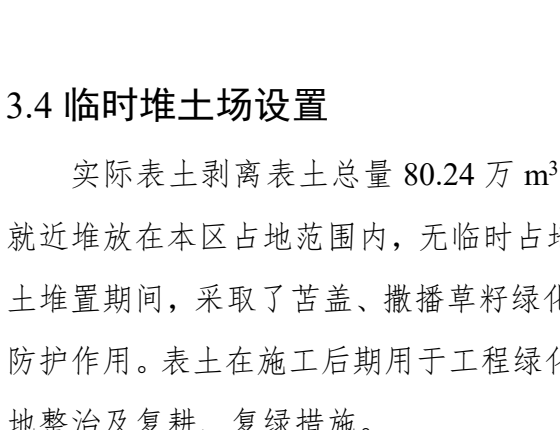 3.4 临时堆土场设置
实际表土剥离表土总量 80.24 万 m³
就近堆放在本区占地范围内，无临时占地
土堆置期间，采取了苫盖、撒播草籽绿化
防护作用。表土在施工后期用于工程绿化
地整治及复耕、复绿措施。